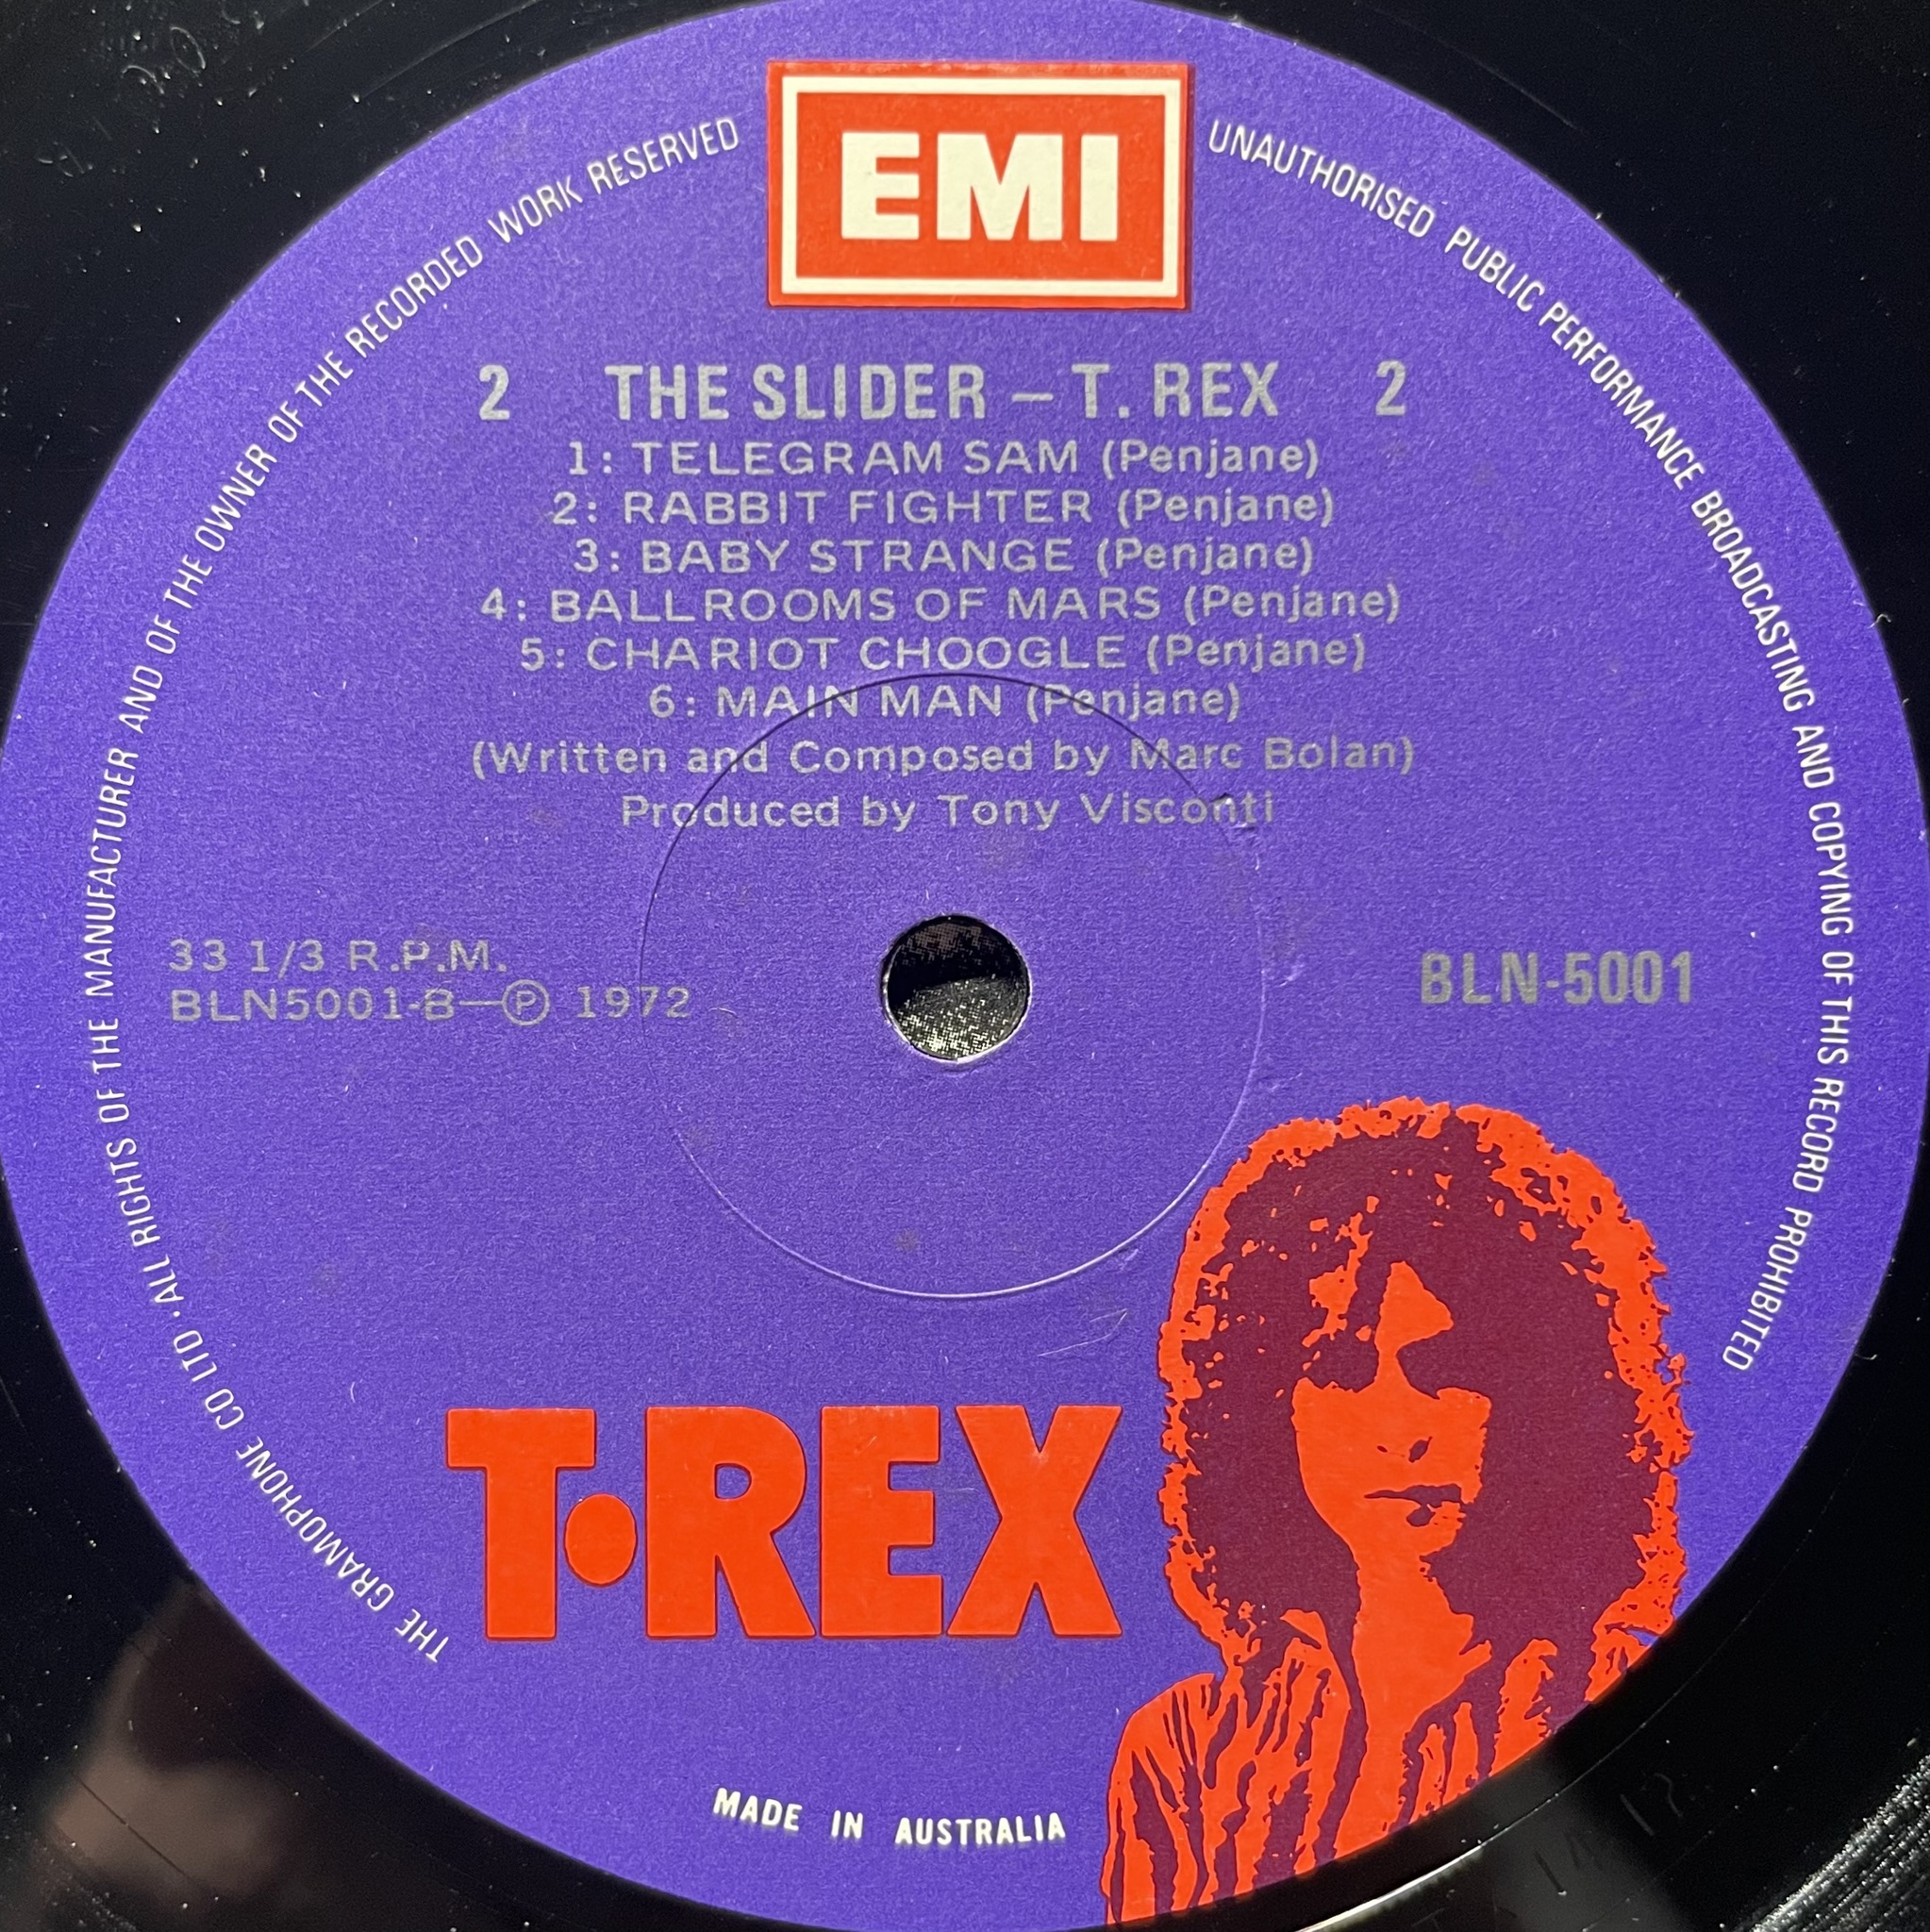 EMI
THE GRAMOPHONE CO LTD · ALL RIGHTS OF THE MANUFACTURER AND OF THE OWNER OF THE RECORDED WORK RESERVED
UNAUTHORISED PUBLIC PERFORMANCE BROADCASTING AND COPYING OF THIS RECORD PROHIBITED
2 THE SLIDER – T. REX 2
1: TELEGRAM SAM (Penjane)
2: RABBIT FIGHTER (Penjane)
3: BABY STRANGE (Penjane)
4: BALLROOMS OF MARS (Penjane)
5: CHARIOT CHOOGLE (Penjane)
6: MAIN MAN (Penjane)
(Written and Composed by Marc Bolan)
Produced by Tony Visconti
33 1/3 R.P.M.
BLN5001-B—Ⓟ 1972
BLN-5001
T·REX
MADE IN AUSTRALIA